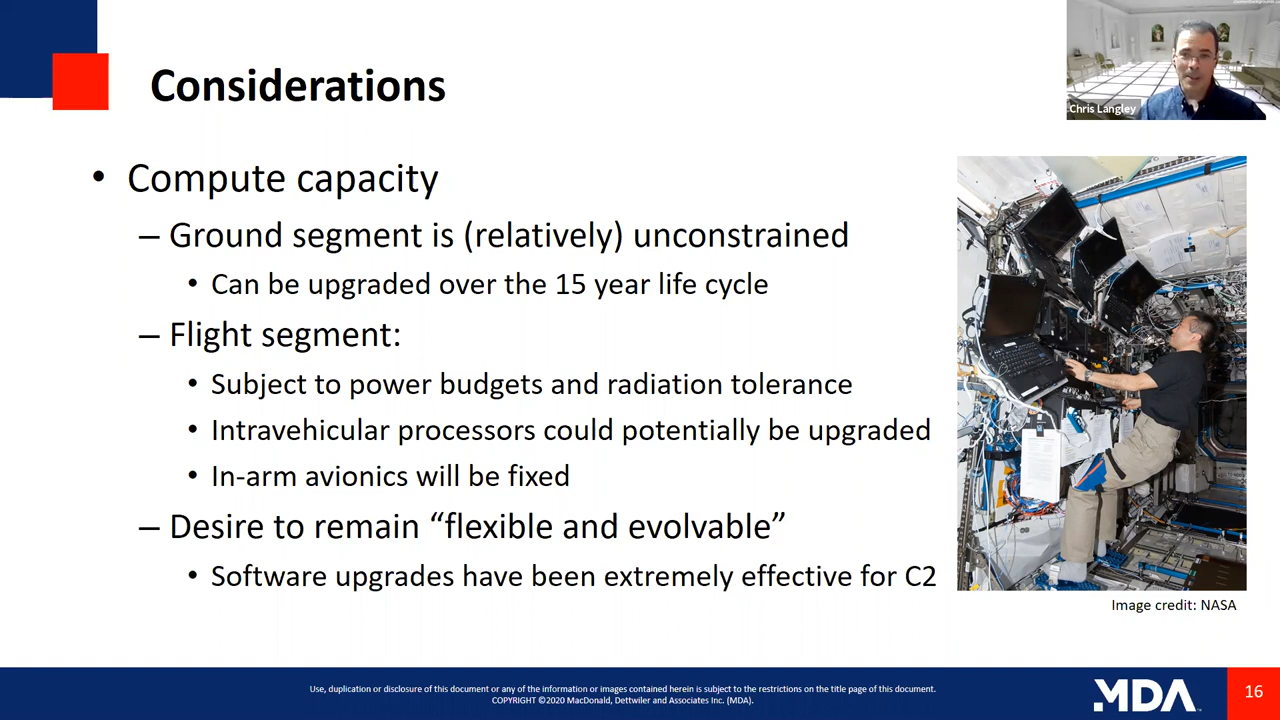 Considerations
Chris Langley
• Compute capacity
– Ground segment is (relatively) unconstrained
• Can be upgraded over the 15 year life cycle
– Flight segment:
• Subject to power budgets and radiation tolerance
• Intravehicular processors could potentially be upgraded
• In-arm avionics will be fixed
– Desire to remain “flexible and evolvable”
• Software upgrades have been extremely effective for C2
Image credit: NASA
Use, duplication or disclosure of this document or any of the information or images contained herein is subject to the restrictions on the title page of this document.
COPYRIGHT ©2020 MacDonald, Dettwiler and Associates Inc. (MDA).
MDA
16